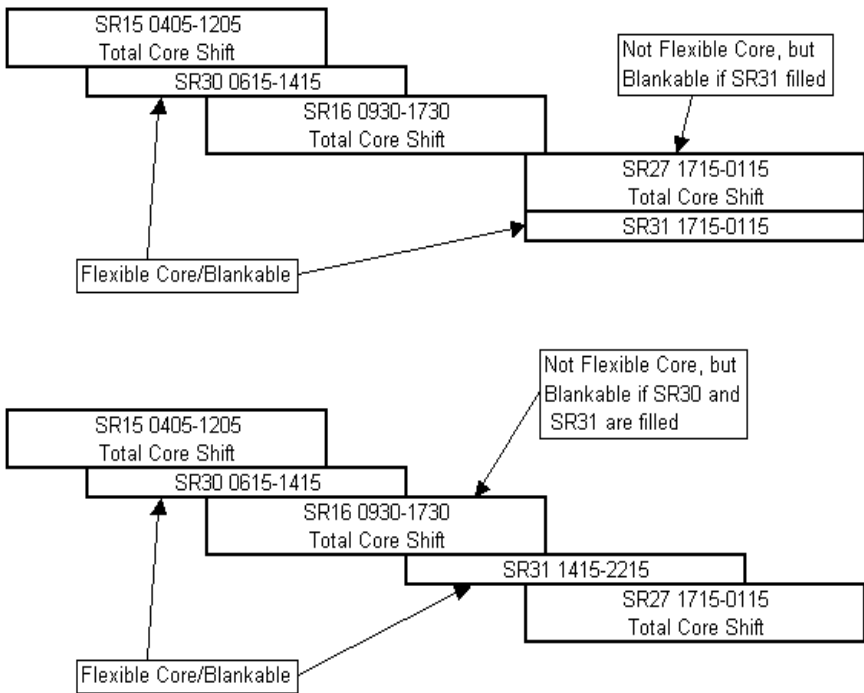 SR15 0405-1205
Total Core Shift
SR30 0615-1415
Not Flexible Core, but
Blankable if SR31 filled
SR16 0930-1730
Total Core Shift
SR27 1715-0115
Total Core Shift
SR31 1715-0115
Flexible Core/Blankable
Not Flexible Core, but
Blankable if SR30 and
SR31 are filled
SR15 0405-1205
Total Core Shift
SR30 0615-1415
SR16 0930-1730
Total Core Shift
SR31 1415-2215
SR27 1715-0115
Total Core Shift
Flexible Core/Blankable